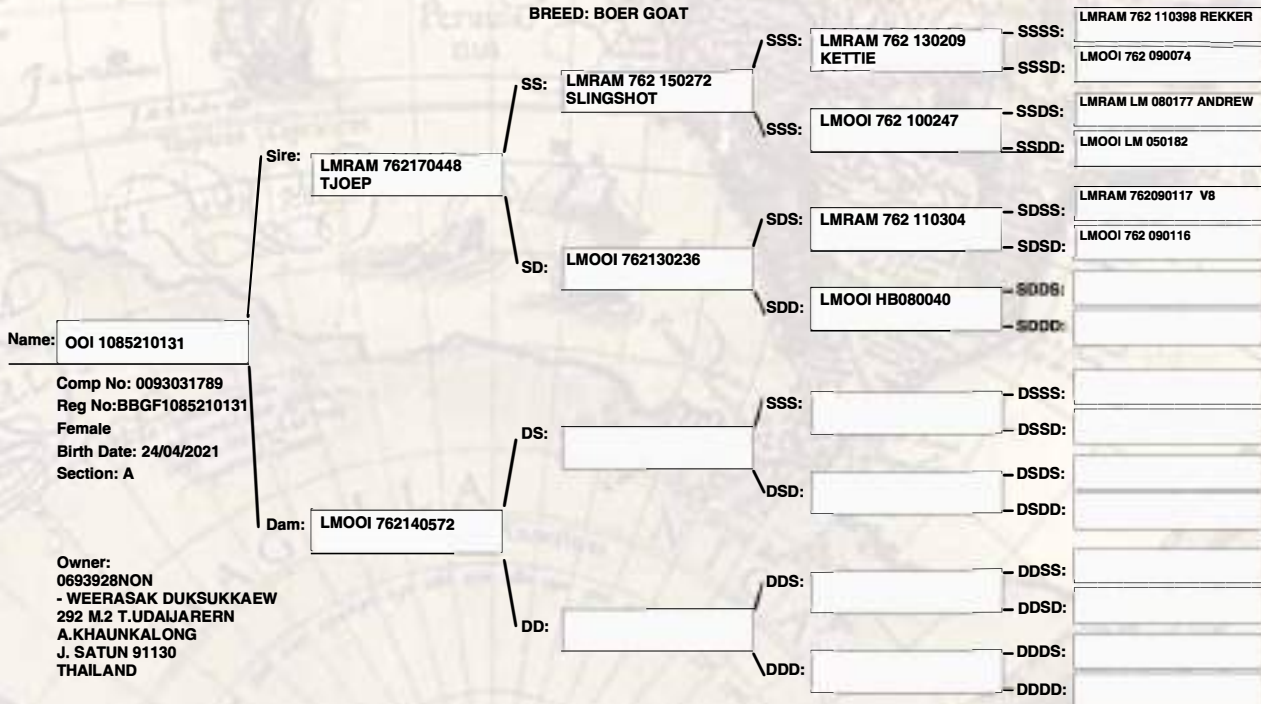 BREED: BOER GOAT
Name: OOI 1085210131
Comp No: 0093031789
Reg No:BBGF1085210131
Female
Birth Date: 24/04/2021
Section: A
Owner:
0693928NON
- WEERASAK DUKSUKKAEW
292 M.2 T.UDAIJARERN
A.KHAUNKALONG
J. SATUN 91130
THAILAND
Sire: LMRAM 762170448
TJOEP
Dam: LMOOI 762140572
SS: LMRAM 762 150272
SLINGSHOT
SD: LMOOI 762130236
DS:
DD:
SSS: LMRAM 762 130209
KETTIE
SSS: LMOOI 762 100247
SDS: LMRAM 762 110304
SDD: LMOOI HB080040
SSS:
DSD:
DDS:
DDD:
SSSS: LMRAM 762 110398 REKKER
SSSD: LMOOI 762 090074
SSDS: LMRAM LM 080177 ANDREW
SSDD: LMOOI LM 050182
SDSS: LMRAM 762090117 V8
SDSD: LMOOI 762 090116
SDDS:
SDDD:
DSSS:
DSSD:
DSDS:
DSDD:
DDSS:
DDSD:
DDDS:
DDDD: